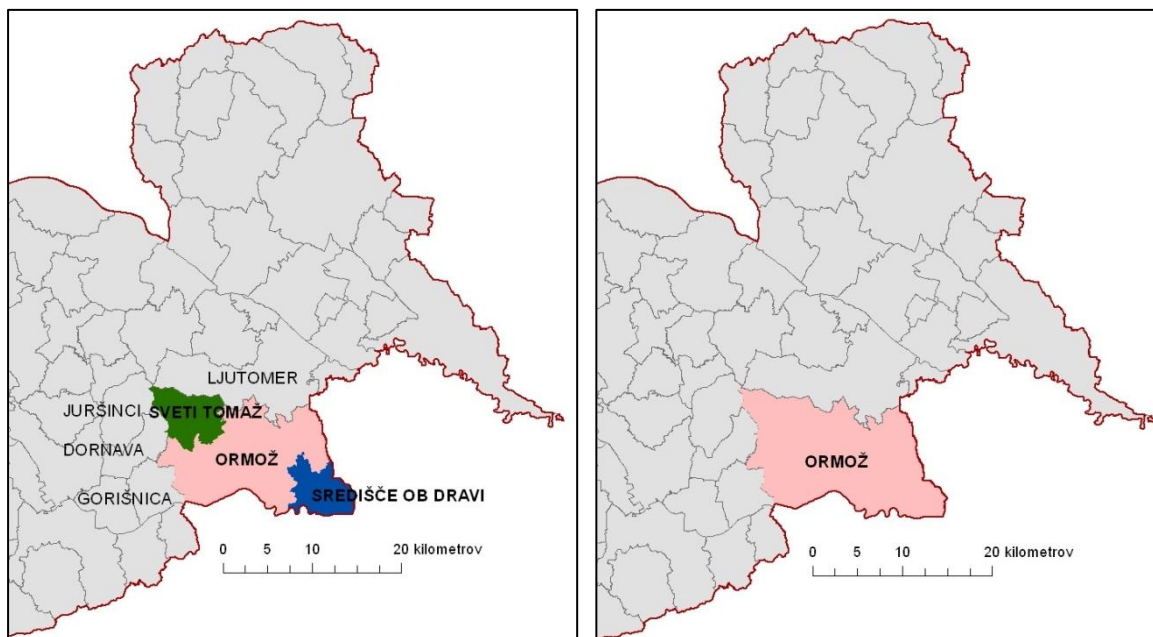 LJUTOMER
JURŠINCI SVETI TOMAŽ
DORNAVA
ORMOŽ
GORIŠNICA
SREDIŠČE OB DRAVI
0 5 10 20 kilometrov
ORMOŽ
0 5 10 20 kilometrov